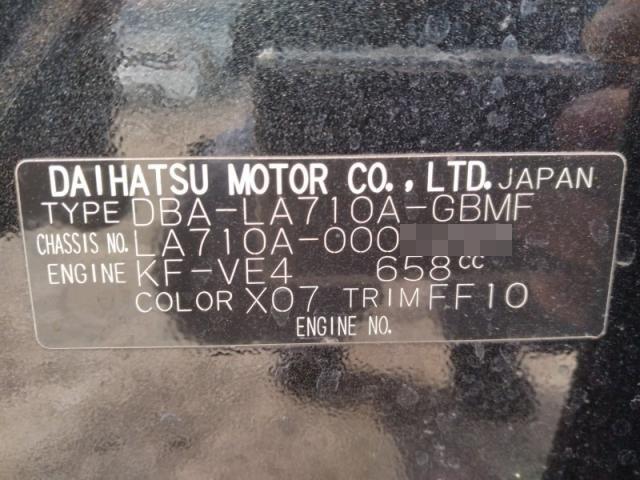 DAIHATSU MOTOR CO., LTD. JAPAN
TYPE DBA-LA710A-GBMF
CHASSIS NO. LA710A-000
ENGINE KF-VE4 658cc
COLOR X07 TRIM FF10
ENGINE NO.